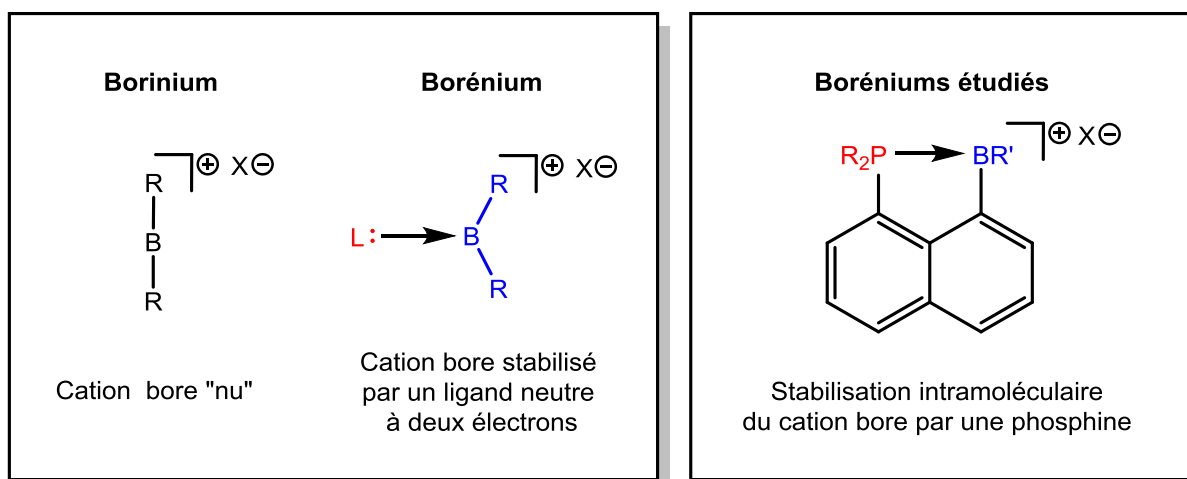 Borinium
Borénium
R
B
R
⊕ X⊖
L:
B
R
R
⊕ X⊖
Cation bore "nu"
Cation bore stabilisé
par un ligand neutre
à deux électrons
Boréniums étudiés
R₂P
BR'
⊕ X⊖
Stabilisation intramoléculaire
du cation bore par une phosphine